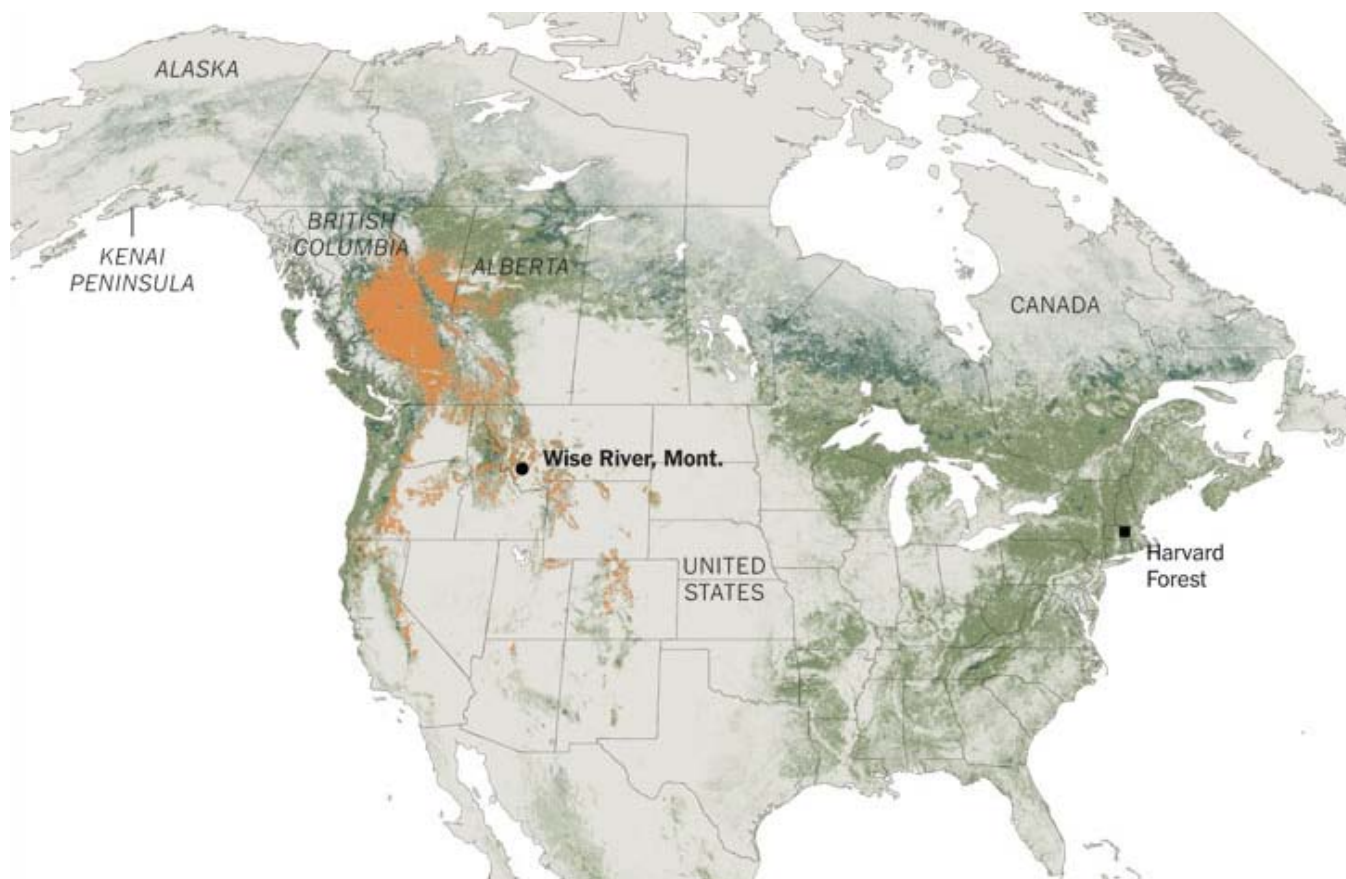 ALASKA
BRITISH
COLUMBIA
KENAI
PENINSULA
ALBERTA
CANADA
Wise River, Mont.
UNITED
STATES
Harvard
Forest